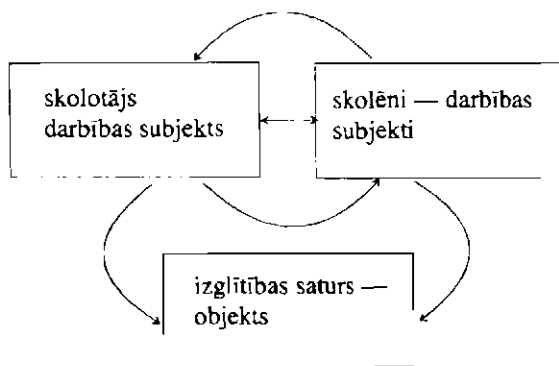 skolotājs
darbības subjekts
skolēni — darbības
subjekti
izglītības saturs —
objekts